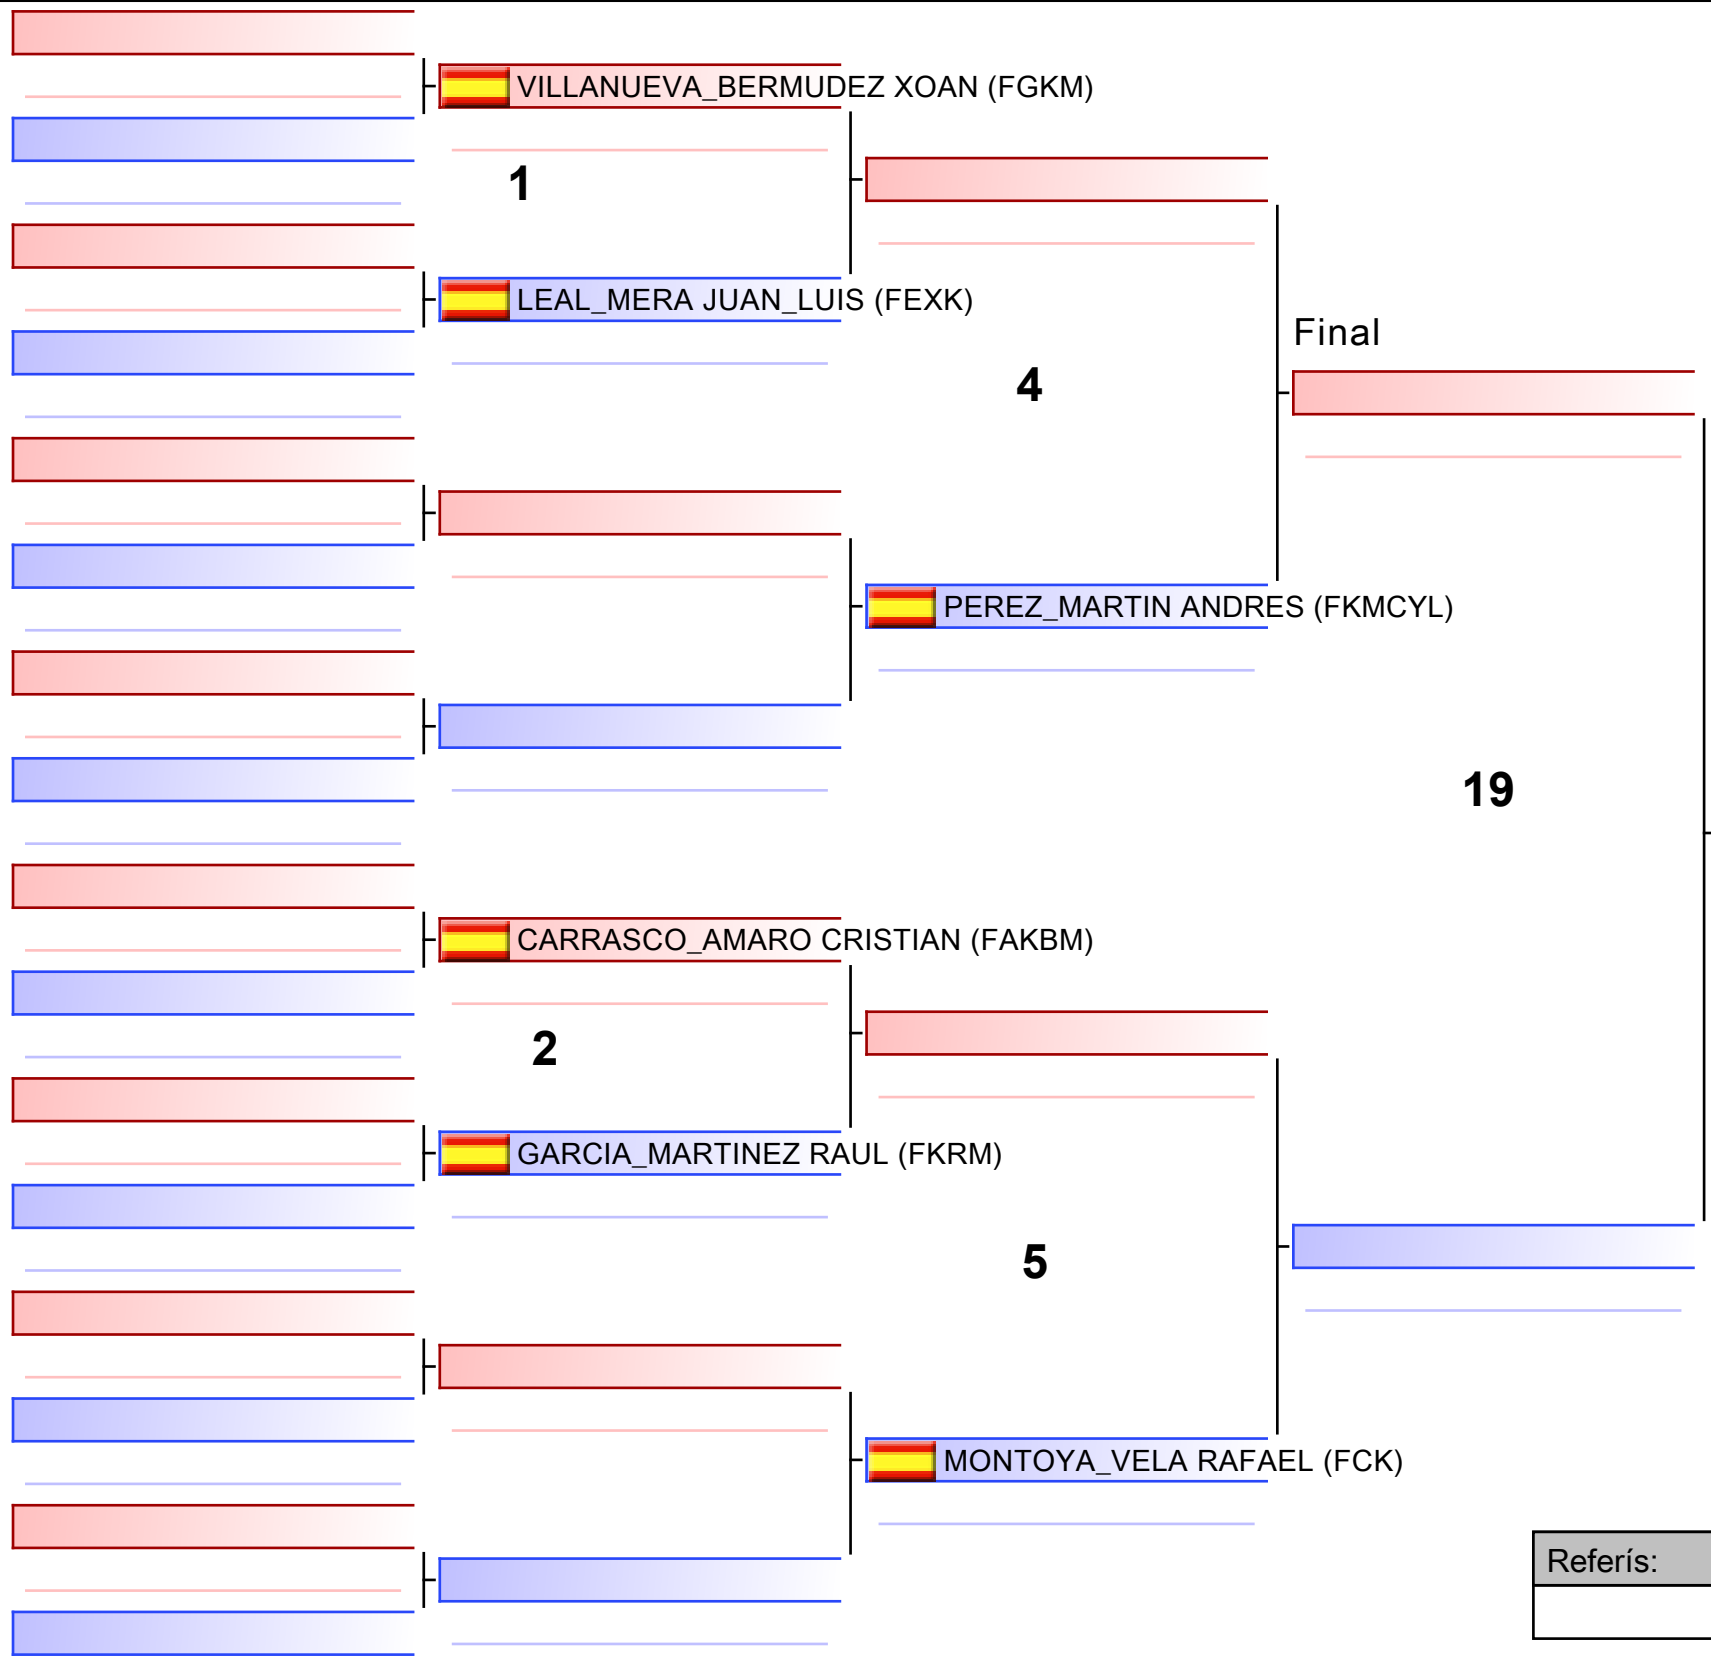 VILLANUEVA_BERMUDEZ XOAN (FGKM)
1
LEAL_MERA JUAN_LUIS (FEXK)
Final
4
PEREZ_MARTIN ANDRES (FKMCYL)
19
CARRASCO_AMARO CRISTIAN (FAKBM)
2
GARCIA_MARTINEZ RAUL (FKRM)
5
MONTOYA_VELA RAFAEL (FCK)
Referís: